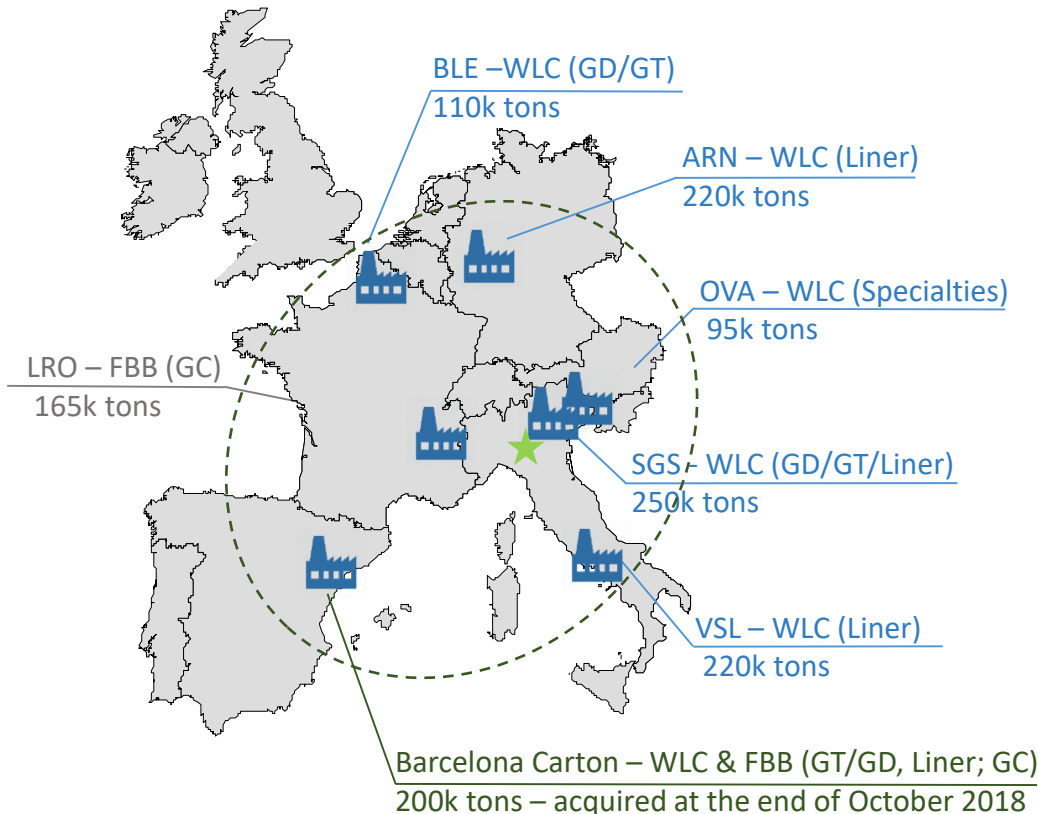 BLE –WLC (GD/GT)
110k tons
ARN – WLC (Liner)
220k tons
OVA – WLC (Specialties)
95k tons
LRO – FBB (GC)
165k tons
SGS - WLC (GD/GT/Liner)
250k tons
VSL – WLC (Liner)
220k tons
Barcelona Carton – WLC & FBB (GT/GD, Liner; GC)
200k tons – acquired at the end of October 2018